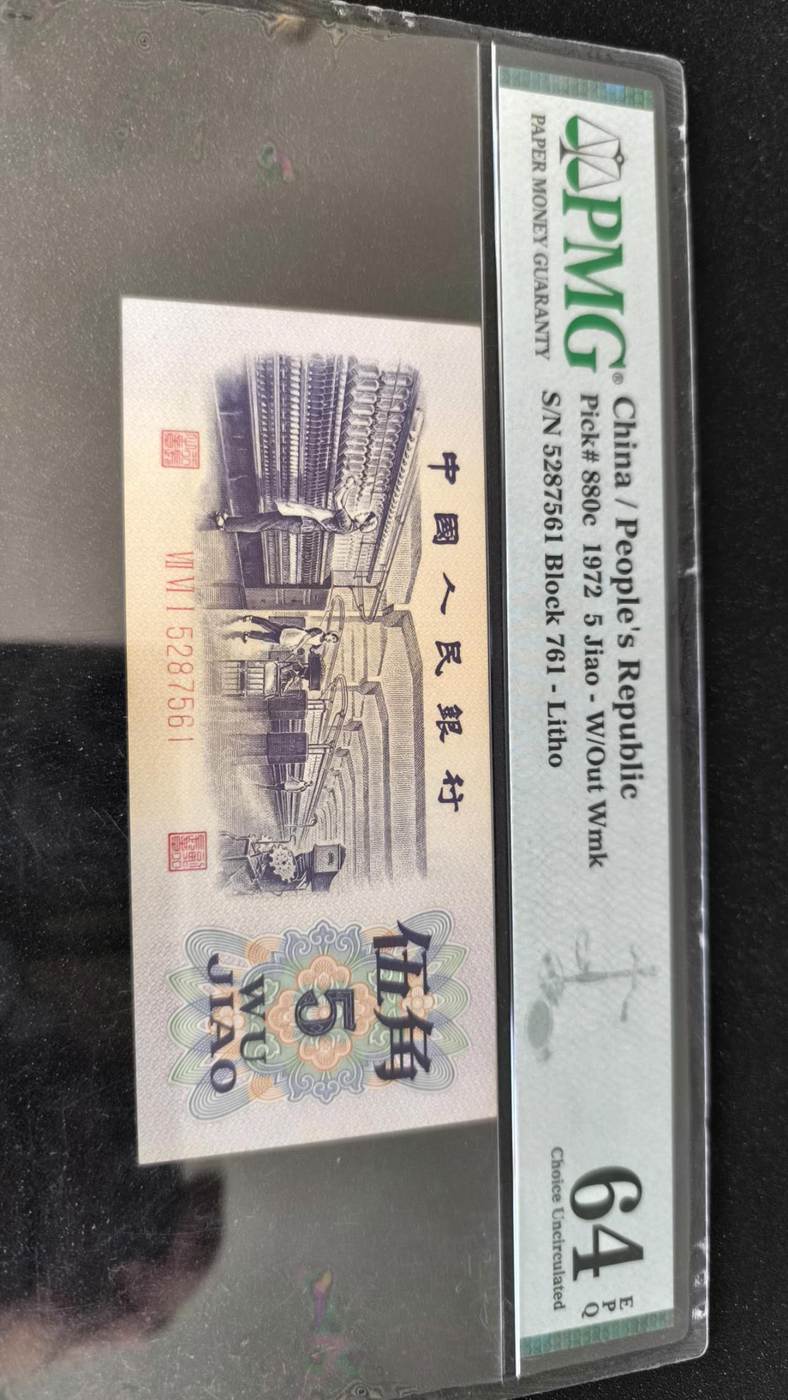 PMG®
PAPER MONEY GUARANTY
China / People's Republic
Pick# 880c 1972 5 Jiao - W/Out Wmk
S/N 5287561 Block 761 - Litho
64
EPQ
Choice Uncirculated
中國人民銀行
伍角
5
WU
JIAO
VII VI I 5287561